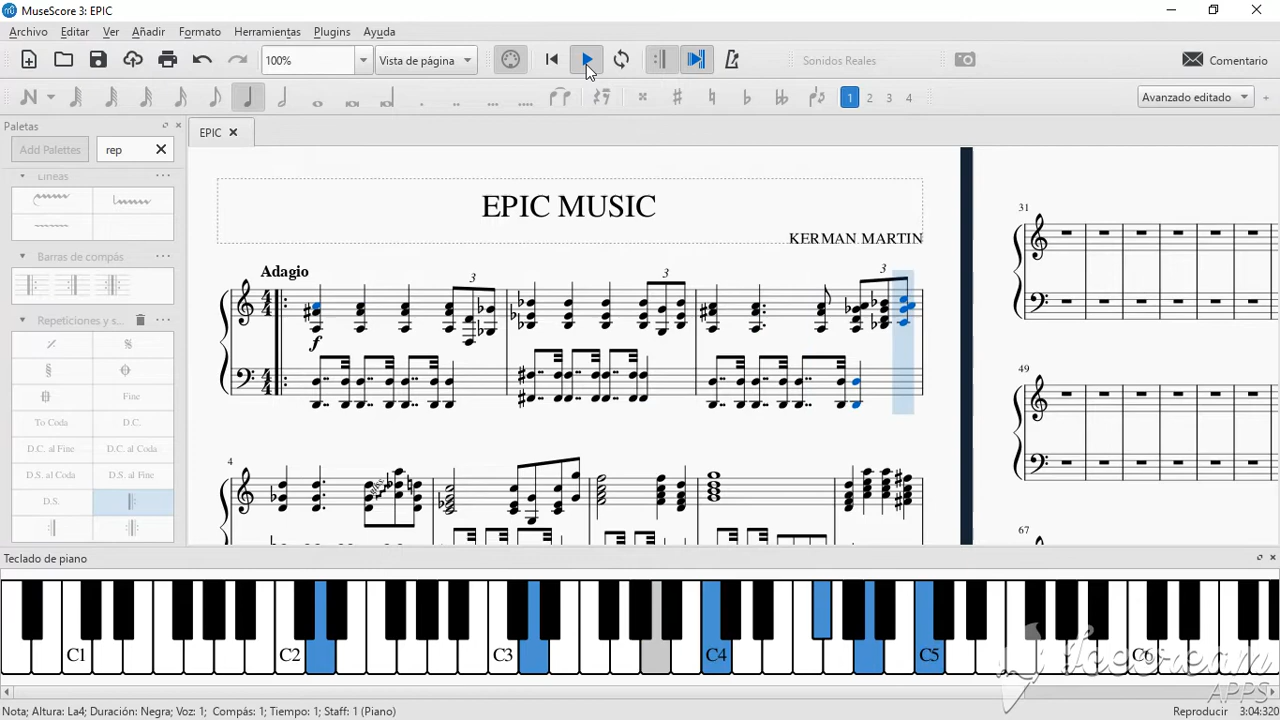 MuseScore 3: EPIC
Archivo Editar Ver Añadir Formato Herramientas Plugins Ayuda
100% Vista de página Sonidos Reales Comentario
1 2 3 4 Avanzado editado
Paletas
Add Palettes rep
EPIC
Líneas
Barras de compás
Repeticiones y s...
Fine
To Coda D.C.
D.C. al Fine D.C. al Coda
D.S. al Coda D.S. al Fine
D.S.
EPIC MUSIC
KERMAN MARTIN
Adagio
3 3 3
f
4
31
49
67
Teclado de piano
C1 C2 C3 C4 C5 C6
Icecream
APPS
Nota; Altura: La4; Duración: Negra; Voz: 1; Compás: 1; Tiempo: 1; Staff: 1 (Piano) Reproducir 3:04:320